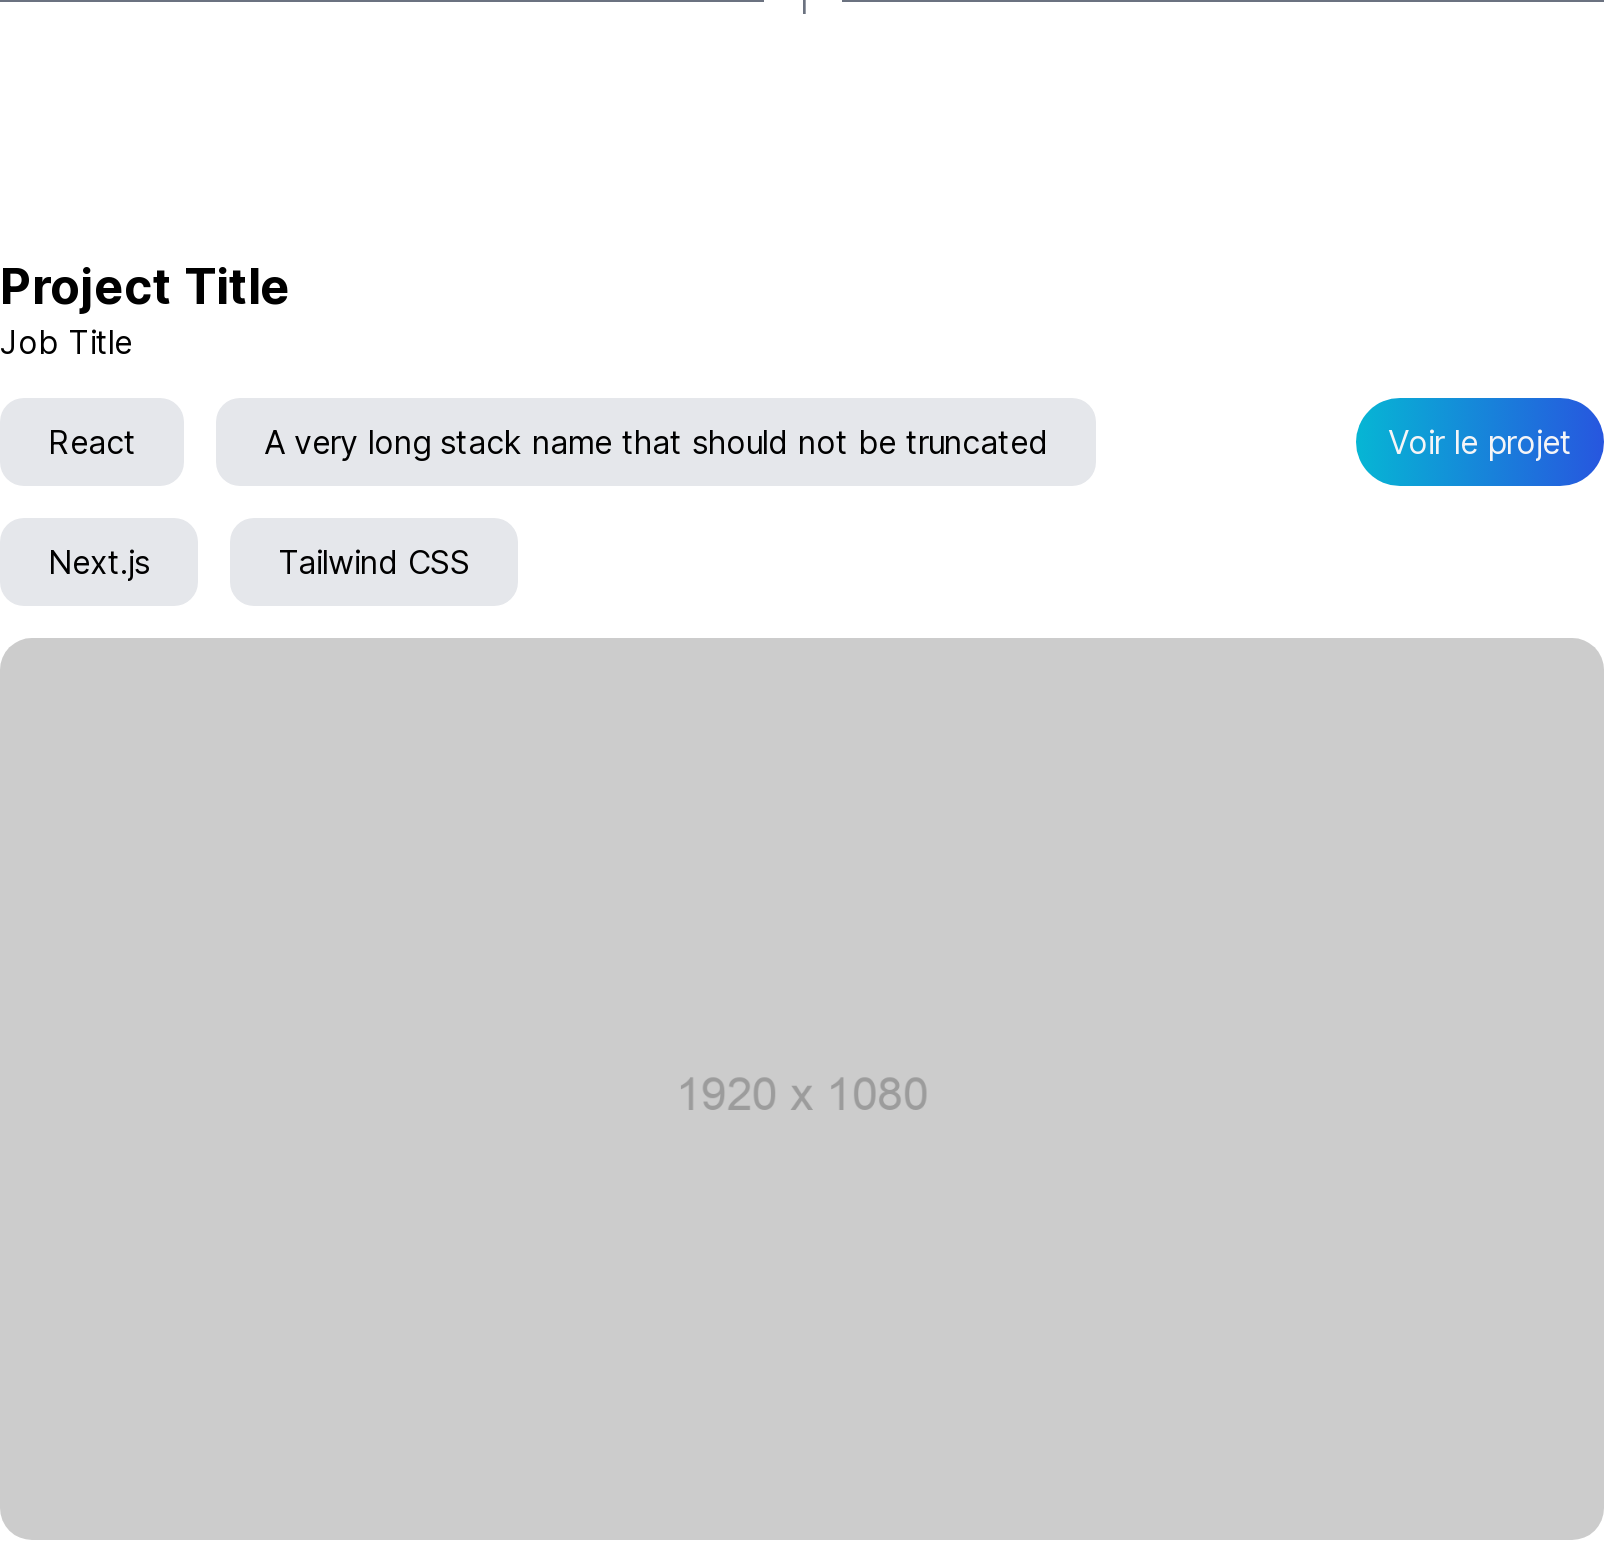 Project Title
Job Title
React
A very long stack name that should not be truncated
Voir le projet
Next.js
Tailwind CSS
1920 x 1080